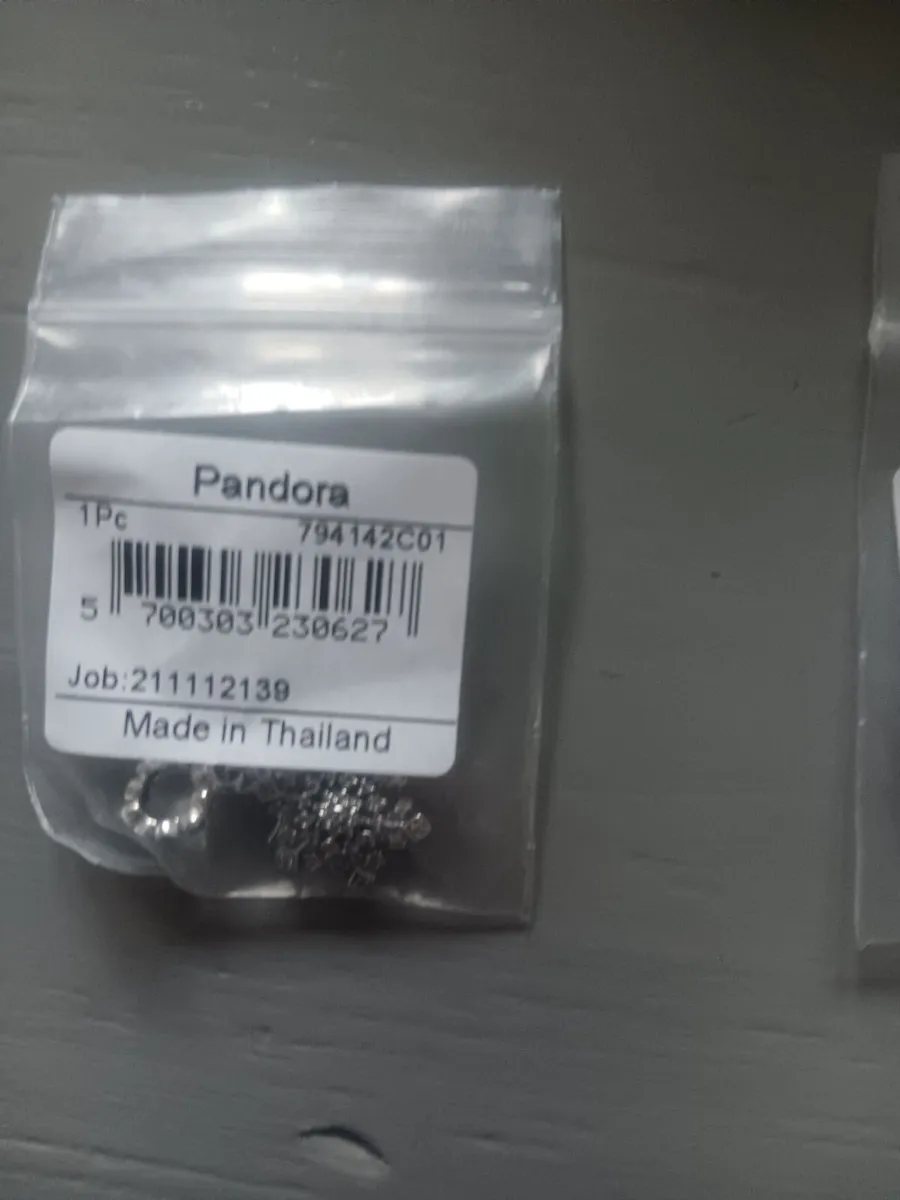 Pandora
1Pc 794142C01
5 700303 230627
Job:211112139
Made in Thailand